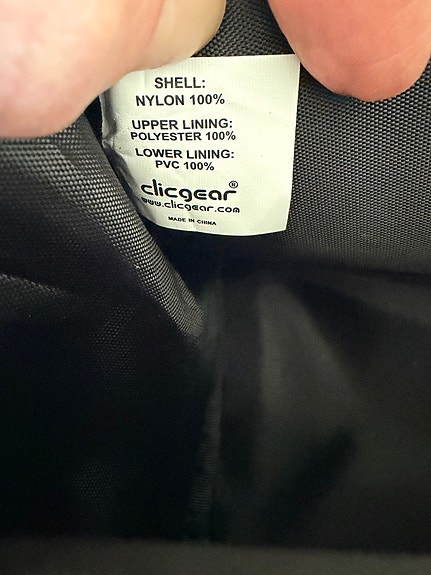 SHELL:
NYLON 100%
UPPER LINING:
POLYESTER 100%
LOWER LINING:
PVC 100%
clicgear®
www.clicgear.com
MADE IN CHINA